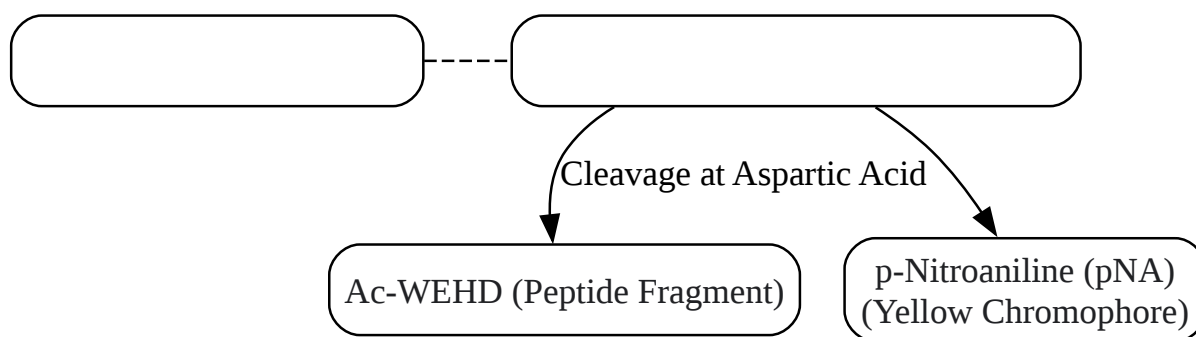 Cleavage at Aspartic Acid
Ac-WEHD (Peptide Fragment)
p-Nitroaniline (pNA)
(Yellow Chromophore)